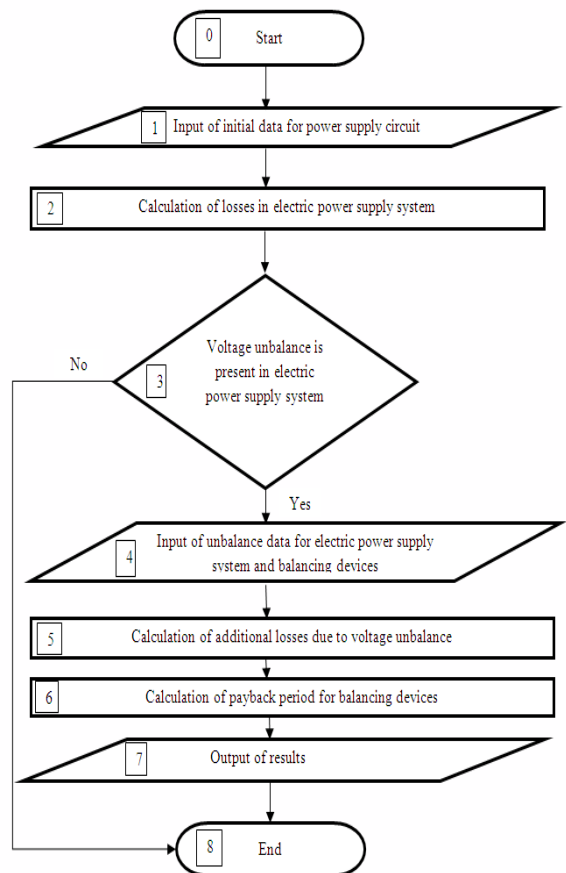 0 Start
1 Input of initial data for power supply circuit
2 Calculation of losses in electric power supply system
Voltage unbalance is
present in electric
3 power supply system
No
Yes
4 Input of unbalance data for electric power supply
system and balancing devices
5 Calculation of additional losses due to voltage unbalance
6 Calculation of payback period for balancing devices
7 Output of results
8 End